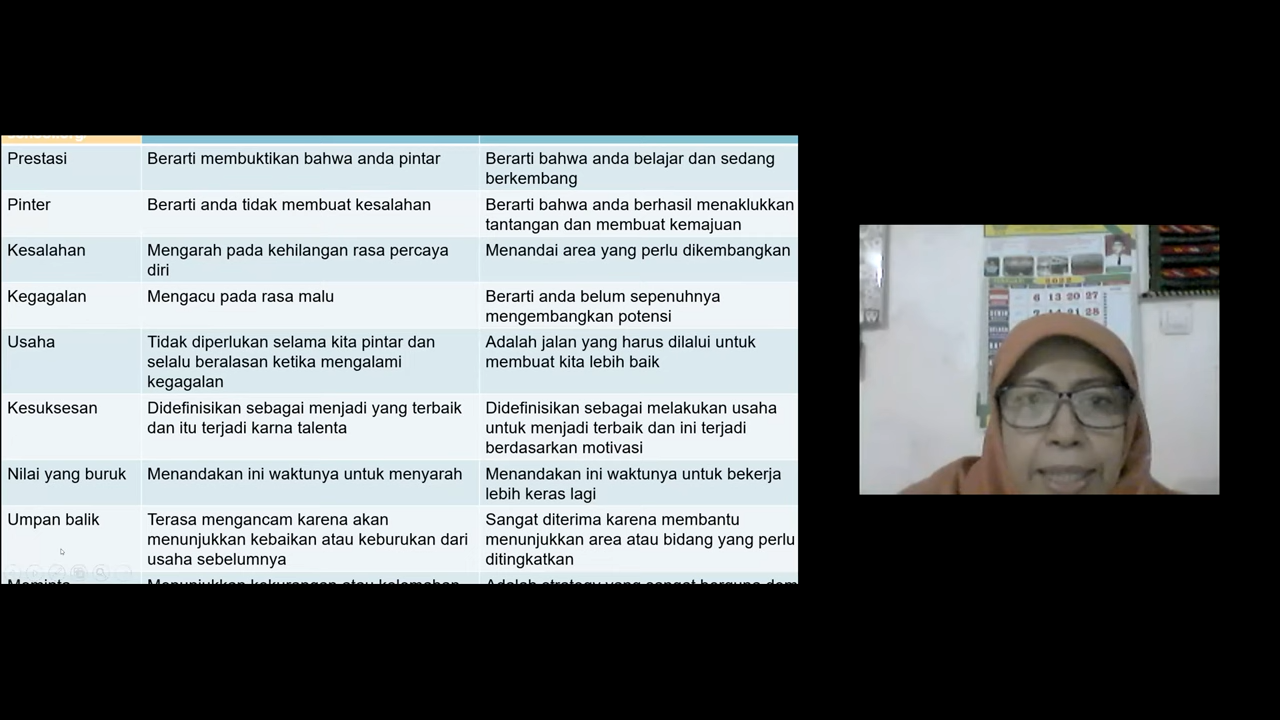 Prestasi
Berarti membuktikan bahwa anda pintar
Berarti bahwa anda belajar dan sedang
berkembang
Pinter
Berarti anda tidak membuat kesalahan
Berarti bahwa anda berhasil menaklukkan
tantangan dan membuat kemajuan
Kesalahan
Mengarah pada kehilangan rasa percaya
diri
Menandai area yang perlu dikembangkan
Kegagalan
Mengacu pada rasa malu
Berarti anda belum sepenuhnya
mengembangkan potensi
Usaha
Tidak diperlukan selama kita pintar dan
selalu beralasan ketika mengalami
kegagalan
Adalah jalan yang harus dilalui untuk
membuat kita lebih baik
Kesuksesan
Didefinisikan sebagai menjadi yang terbaik
dan itu terjadi karna talenta
Didefinisikan sebagai melakukan usaha
untuk menjadi terbaik dan ini terjadi
berdasarkan motivasi
Nilai yang buruk
Menandakan ini waktunya untuk menyarah
Menandakan ini waktunya untuk bekerja
lebih keras lagi
Umpan balik
Terasa mengancam karena akan
menunjukkan kebaikan atau keburukan dari
usaha sebelumnya
Sangat diterima karena membantu
menunjukkan area atau bidang yang perlu
ditingkatkan
6 13 20 27